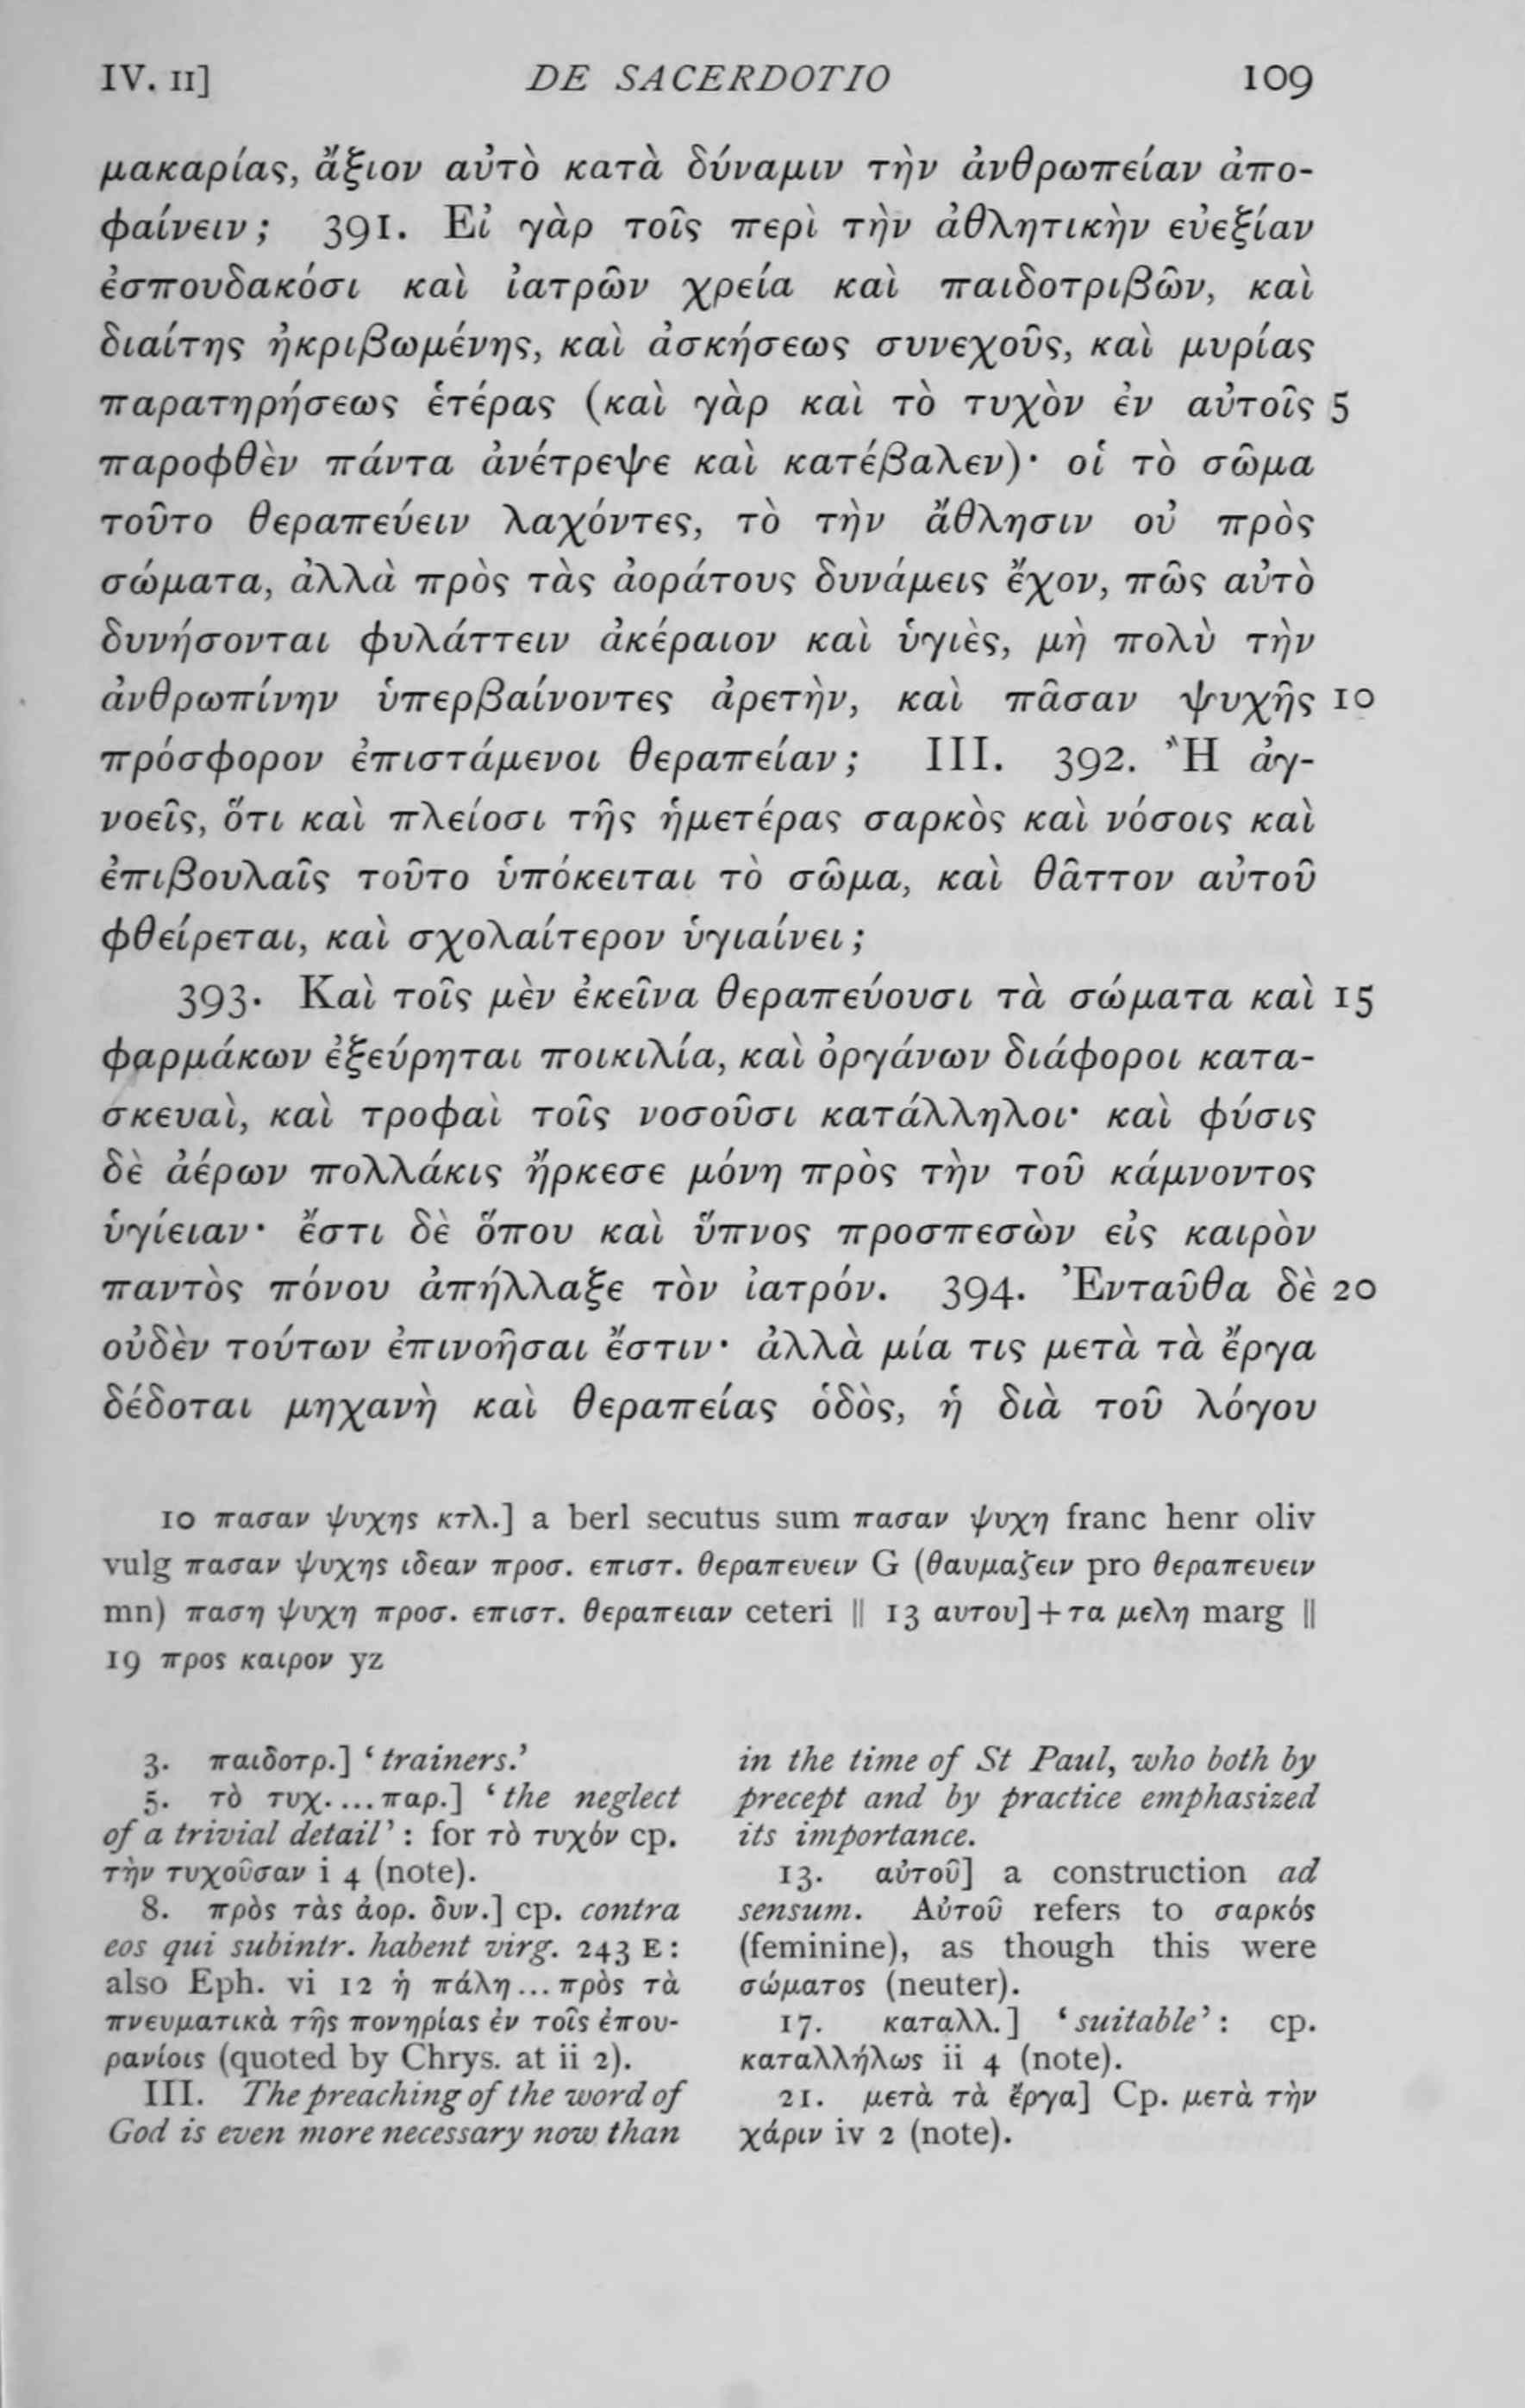 IV. II] DE SACERDOTIO 109
μακαρίας, ἄξιον αὐτὸ κατὰ δύναμιν τὴν ἀνθρωπείαν ἀπο-
φαίνειν; 391. Εἰ γὰρ τοῖς περὶ τὴν ἀθλητικὴν εὐεξίαν
ἐσπουδακόσι καὶ ἰατρῶν χρεία καὶ παιδοτριβῶν, καὶ
διαίτης ἠκριβωμένης, καὶ ἀσκήσεως συνεχοῦς, καὶ μυρίας
παρατηρήσεως ἑτέρας (καὶ γὰρ καὶ τὸ τυχὸν ἐν αὐτοῖς 5
παροφθὲν πάντα ἀνέτρεψε καὶ κατέβαλεν)· οἱ τὸ σῶμα
τοῦτο θεραπεύειν λαχόντες, τὸ τὴν ἄθλησιν οὐ πρὸς
σώματα, ἀλλὰ πρὸς τὰς ἀοράτους δυνάμεις ἔχον, πῶς αὐτὸ
δυνήσονται φυλάττειν ἀκέραιον καὶ ὑγιὲς, μὴ πολὺ τὴν
ἀνθρωπίνην ὑπερβαίνοντες ἀρετὴν, καὶ πᾶσαν ψυχῆς 10
πρόσφορον ἐπιστάμενοι θεραπείαν; III. 392. Ἢ ἀγ-
νοεῖς, ὅτι καὶ πλείοσι τῆς ἡμετέρας σαρκὸς καὶ νόσοις καὶ
ἐπιβουλαῖς τοῦτο ὑπόκειται τὸ σῶμα, καὶ θᾶττον αὐτοῦ
φθείρεται, καὶ σχολαίτερον ὑγιαίνει;
393. Καὶ τοῖς μὲν ἐκεῖνα θεραπεύουσι τὰ σώματα καὶ 15
φαρμάκων ἐξεύρηται ποικιλία, καὶ ὀργάνων διάφοροι κατα-
σκευαὶ, καὶ τροφαὶ τοῖς νοσοῦσι κατάλληλοι· καὶ φύσις
δὲ ἀέρων πολλάκις ἤρκεσε μόνη πρὸς τὴν τοῦ κάμνοντος
ὑγίειαν· ἔστι δὲ ὅπου καὶ ὕπνος προσπεσὼν εἰς καιρὸν
παντὸς πόνου ἀπήλλαξε τὸν ἰατρόν. 394. Ἐνταῦθα δὲ 20
οὐδὲν τούτων ἐπινοῆσαι ἔστιν· ἀλλὰ μία τις μετὰ τὰ ἔργα
δέδοται μηχανὴ καὶ θεραπείας ὁδὸς, ἡ διὰ τοῦ λόγου
10 πασαν ψυχης κτλ.] a berl secutus sum πασαν ψυχη franc henr oliv
vulg πασαν ψυχης ιδεαν προσ. επιστ. θεραπευειν G (θαυμαζειν pro θεραπευειν
mn) παση ψυχη προσ. επιστ. θεραπειαν ceteri || 13 αυτου]+τα μελη marg ||
19 προς καιρον yz
3. παιδοτρ.] ‘trainers.’
5. τὸ τυχ....παρ.] ‘the neglect
of a trivial detail’: for τὸ τυχόν cp.
τὴν τυχοῦσαν i 4 (note).
8. πρὸς τὰς ἀορ. δυν.] cp. contra
eos qui subintr. habent virg. 243 E:
also Eph. vi 12 ἡ πάλη...πρὸς τὰ
πνευματικὰ τῆς πονηρίας ἐν τοῖς ἐπου-
ρανίοις (quoted by Chrys. at ii 2).
III. The preaching of the word of
God is even more necessary now than
in the time of St Paul, who both by
precept and by practice emphasized
its importance.
13. αὐτοῦ] a construction ad
sensum. Αὐτοῦ refers to σαρκός
(feminine), as though this were
σώματος (neuter).
17. καταλλ.] ‘suitable’: cp.
καταλλήλως ii 4 (note).
21. μετὰ τὰ ἔργα] Cp. μετὰ τὴν
χάριν iv 2 (note).